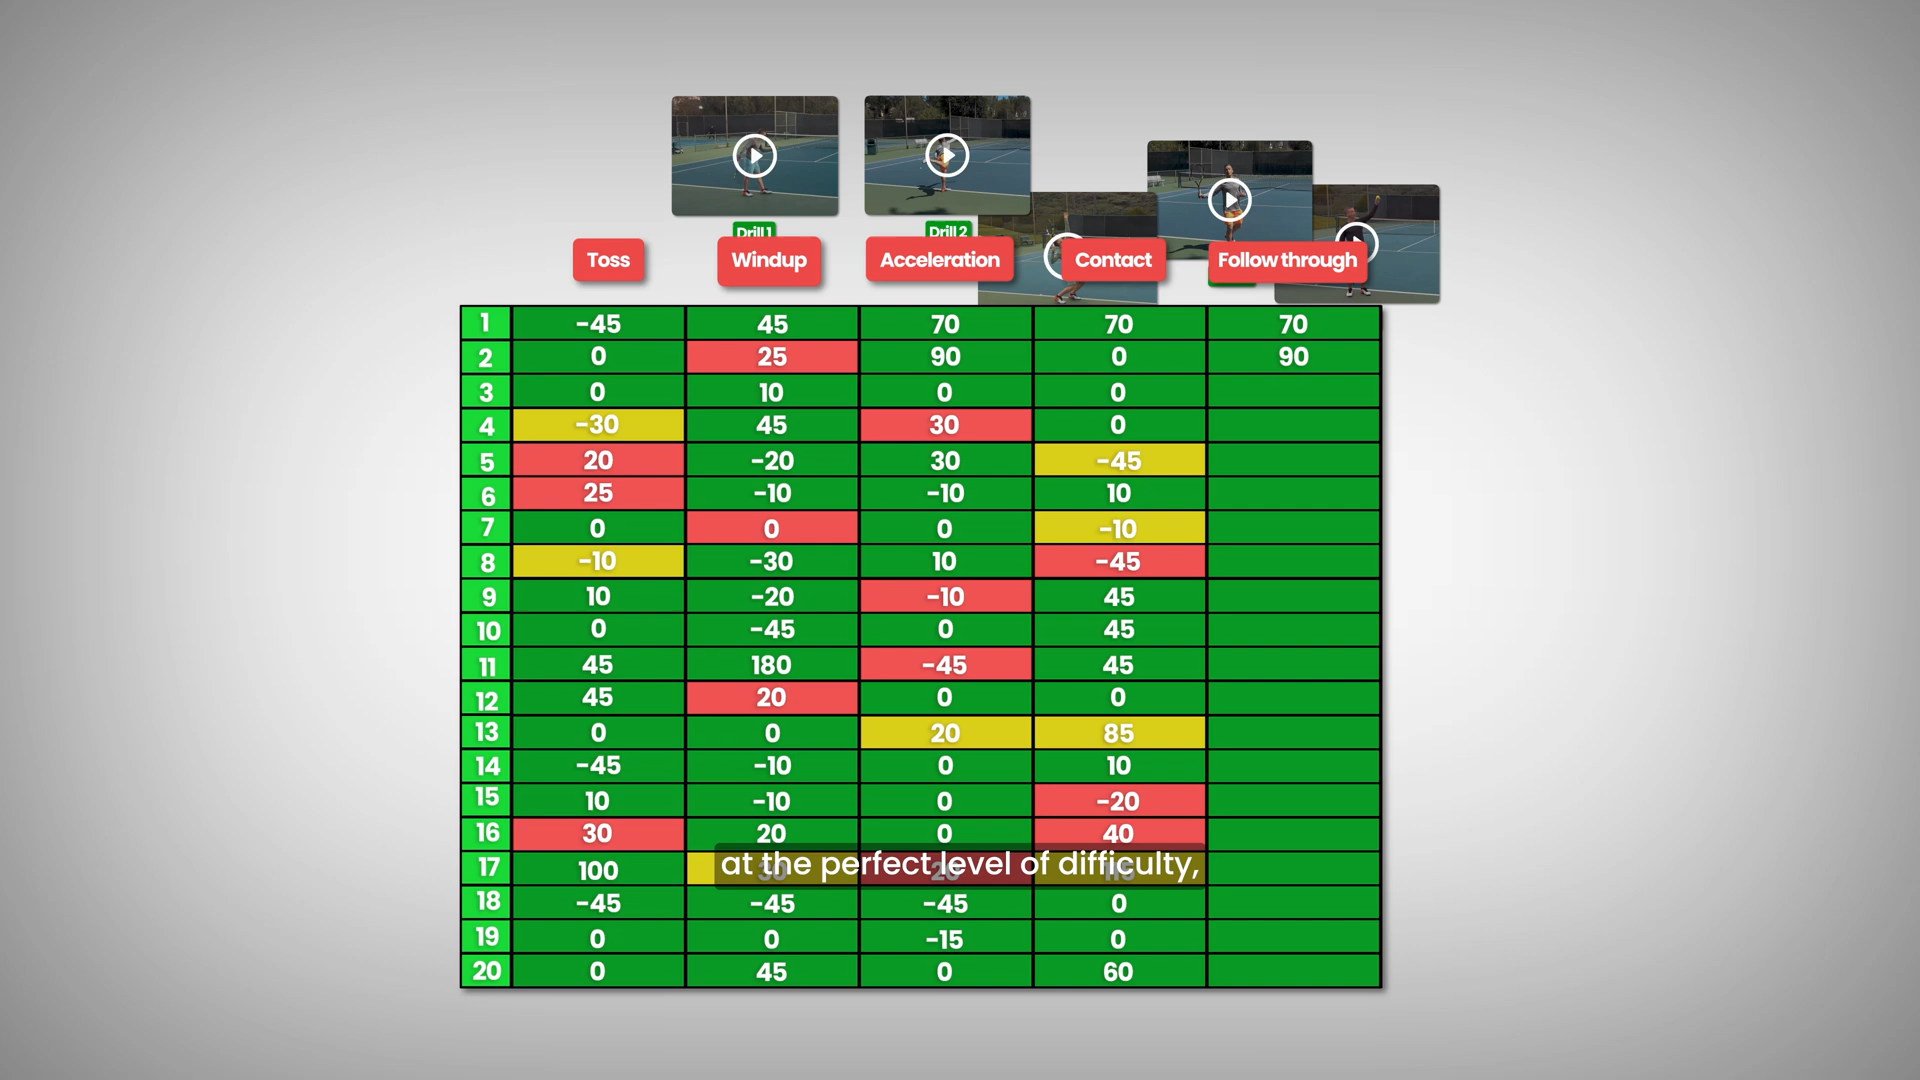 Drill 1
Drill 2
Toss Windup Acceleration Contact Follow through
1 -45 45 70 70 70
2 0 25 90 0 90
3 0 10 0 0
4 -30 45 30 0
5 20 -20 30 -45
6 25 -10 -10 10
7 0 0 0 -10
8 -10 -30 10 -45
9 10 -20 -10 45
10 0 -45 0 45
11 45 180 -45 45
12 45 20 0 0
13 0 0 20 85
14 -45 -10 0 10
15 10 -10 0 -20
16 30 20 0 40
17 100
at the perfect level of difficulty,
18 -45 -45 -45 0
19 0 0 -15 0
20 0 45 0 60